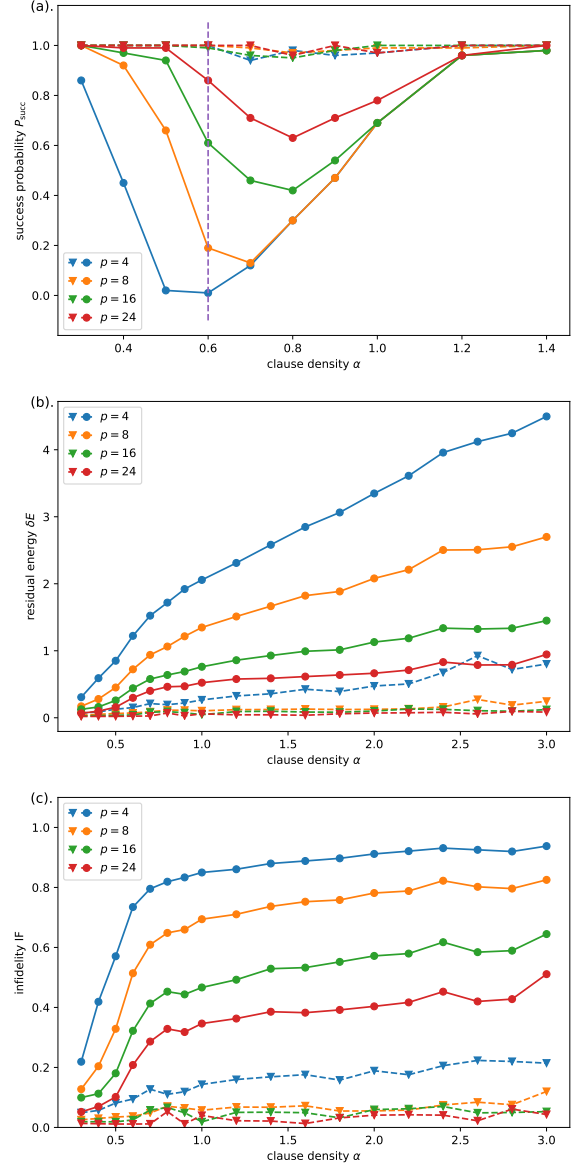 (a).
1.0
0.8
0.6
0.4
0.2
0.0
success probability P_succ
p = 4
p = 8
p = 16
p = 24
0.4 0.6 0.8 1.0 1.2 1.4
clause density α
(b).
4
3
2
1
0
residual energy δE
p = 4
p = 8
p = 16
p = 24
0.5 1.0 1.5 2.0 2.5 3.0
clause density α
(c).
1.0
0.8
0.6
0.4
0.2
0.0
infidelity IF
p = 4
p = 8
p = 16
p = 24
0.5 1.0 1.5 2.0 2.5 3.0
clause density α